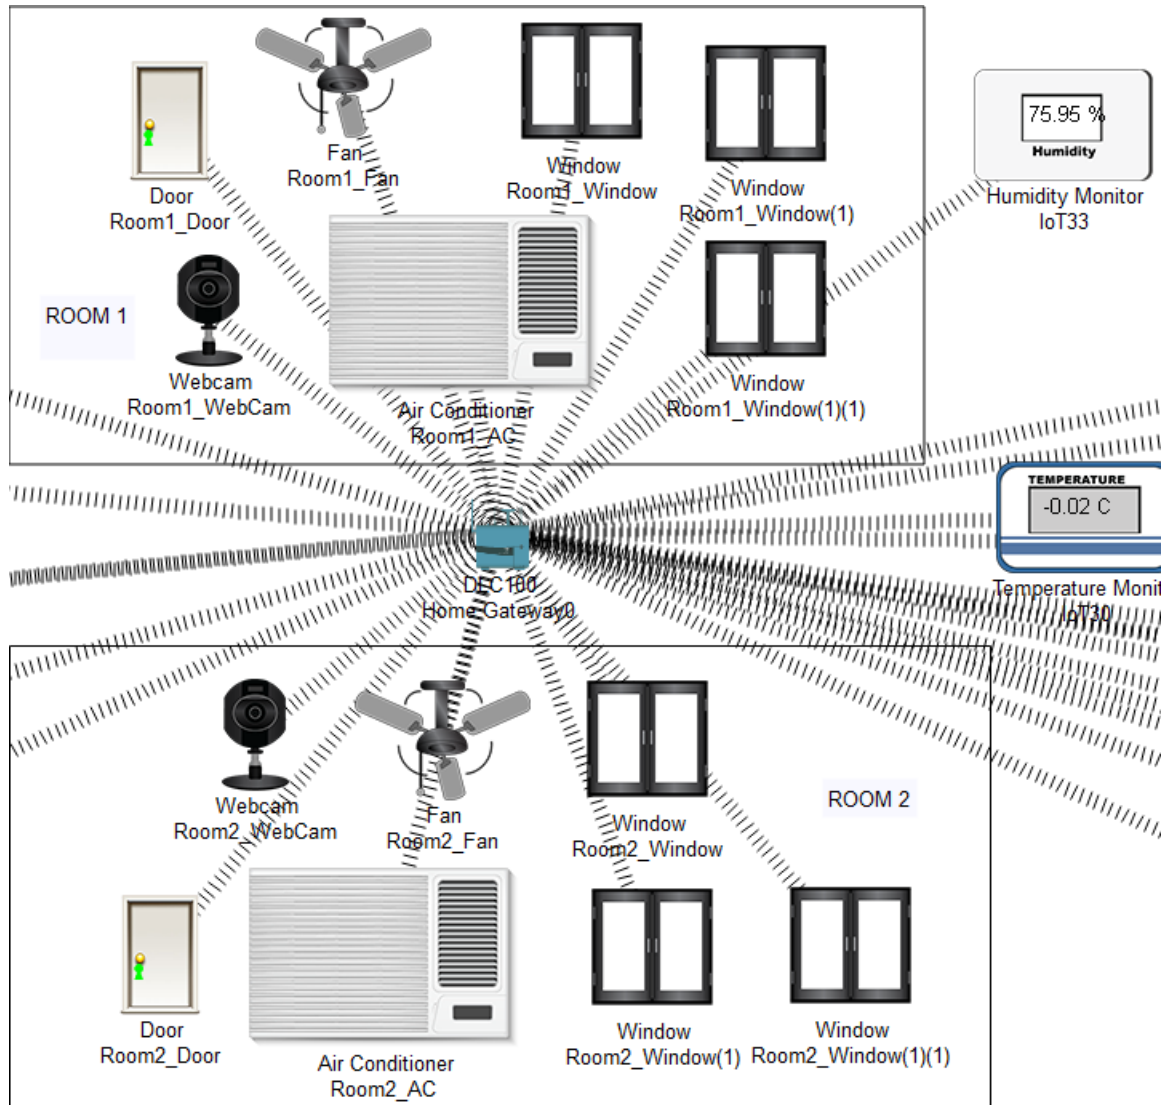 75.95 %
Humidity
Humidity Monitor
IoT33
Door
Room1_Door
Fan
Room1_Fan
Window
Room1_Window
Window
Room1_Window(1)
ROOM 1
Webcam
Room1_WebCam
Air Conditioner
Room1_AC
Window
Room1_Window(1)(1)
TEMPERATURE
-0.02 C
Temperature Monit
IoT30
DLC100
Home Gateway0
Webcam
Room2_WebCam
Fan
Room2_Fan
Window
Room2_Window
ROOM 2
Door
Room2_Door
Air Conditioner
Room2_AC
Window
Room2_Window(1)
Window
Room2_Window(1)(1)